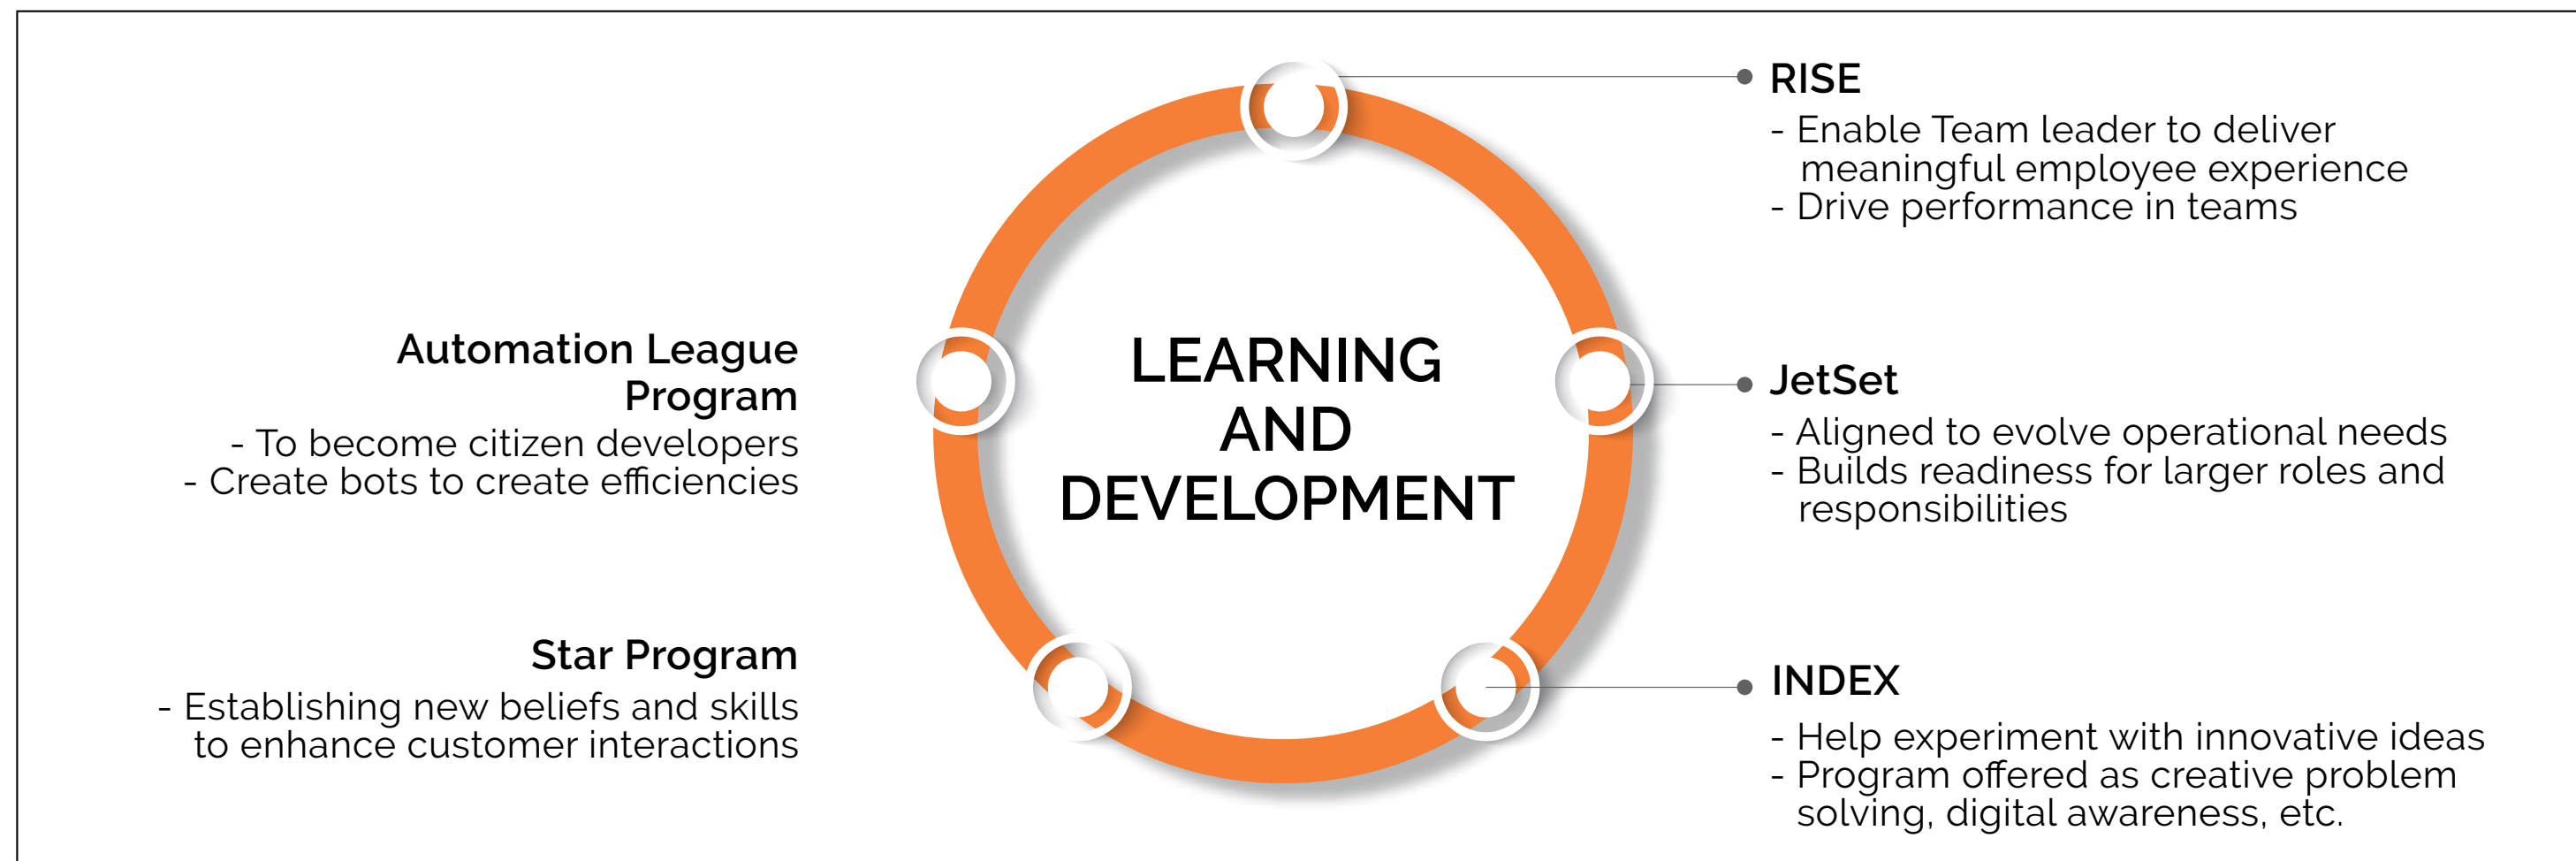 LEARNING
AND
DEVELOPMENT
RISE
- Enable Team leader to deliver
meaningful employee experience
- Drive performance in teams
JetSet
- Aligned to evolve operational needs
- Builds readiness for larger roles and
responsibilities
INDEX
- Help experiment with innovative ideas
- Program offered as creative problem
solving, digital awareness, etc.
Star Program
- Establishing new beliefs and skills
to enhance customer interactions
Automation League
Program
- To become citizen developers
- Create bots to create efficiencies